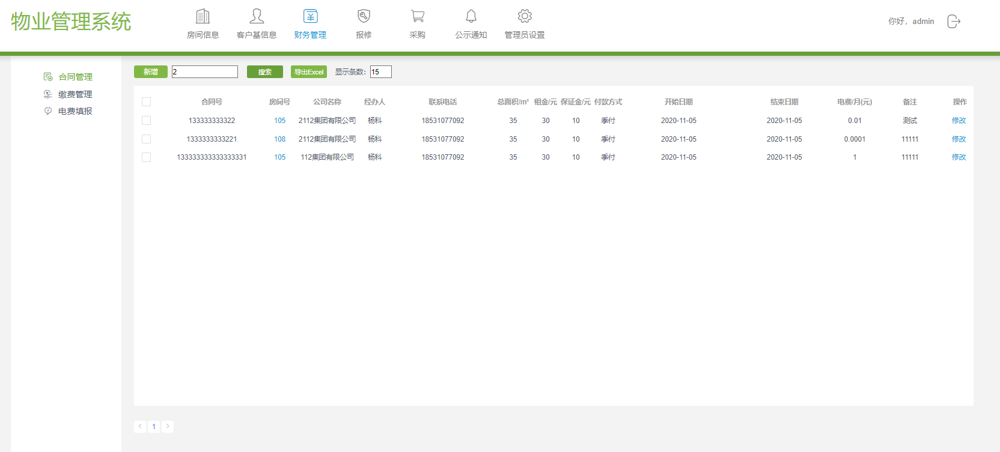 物业管理系统
房间信息 客户基信息 财务管理 报修 采购 公示通知 管理员设置
你好，admin
合同管理
缴费管理
电费填报
新增 2 搜索 导出Excel 显示条数: 15
合同号 房间号 公司名称 经办人 联系电话 总面积/m² 租金/元 保证金/元 付款方式 开始日期 结束日期 电费/月(元) 备注 操作
133333333322 105 2112集团有限公司 杨科 18531077092 35 30 10 季付 2020-11-05 2020-11-05 0.01 测试 修改
1333333333221 108 2112集团有限公司 杨科 18531077092 35 30 10 季付 2020-11-05 2020-11-05 0.0001 11111 修改
133333333333333331 105 112集团有限公司 杨科 18531077092 35 30 10 季付 2020-11-05 2020-11-05 1 11111 修改
< 1 >